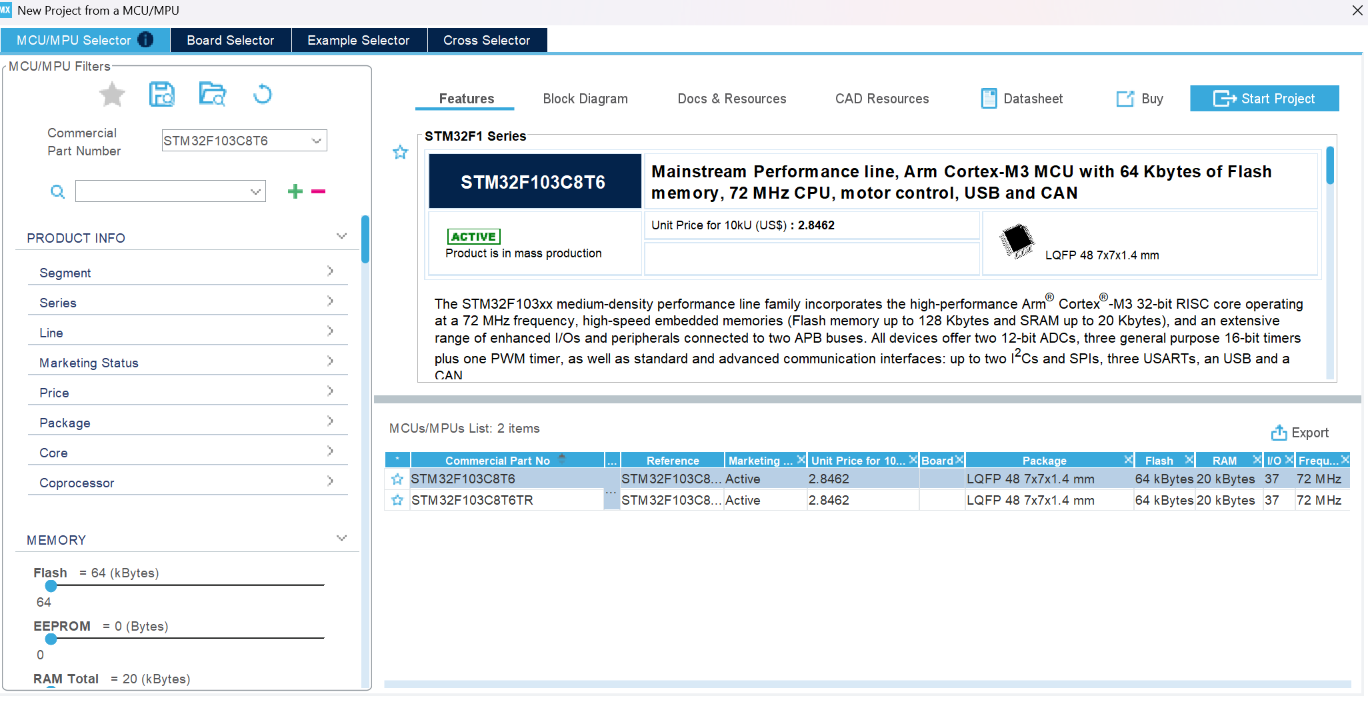 MX New Project from a MCU/MPU
MCU/MPU Selector
Board Selector
Example Selector
Cross Selector
MCU/MPU Filters
Commercial
Part Number
STM32F103C8T6
PRODUCT INFO
Segment
Series
Line
Marketing Status
Price
Package
Core
Coprocessor
MEMORY
Flash = 64 (kBytes)
64
EEPROM = 0 (Bytes)
0
RAM Total = 20 (kBytes)
Features
Block Diagram
Docs & Resources
CAD Resources
Datasheet
Buy
Start Project
STM32F1 Series
STM32F103C8T6
Mainstream Performance line, Arm Cortex-M3 MCU with 64 Kbytes of Flash
memory, 72 MHz CPU, motor control, USB and CAN
ACTIVE
Product is in mass production
Unit Price for 10kU (US$) : 2.8462
LQFP 48 7x7x1.4 mm
The STM32F103xx medium-density performance line family incorporates the high-performance Arm® Cortex®-M3 32-bit RISC core operating
at a 72 MHz frequency, high-speed embedded memories (Flash memory up to 128 Kbytes and SRAM up to 20 Kbytes), and an extensive
range of enhanced I/Os and peripherals connected to two APB buses. All devices offer two 12-bit ADCs, three general purpose 16-bit timers
plus one PWM timer, as well as standard and advanced communication interfaces: up to two I²Cs and SPIs, three USARTs, an USB and a
CAN
MCUs/MPUs List: 2 items
Export
* Commercial Part No ... Reference Marketing ... Unit Price for 10... Board Package Flash RAM I/O Frequ...
STM32F103C8T6 STM32F103C8... Active 2.8462 LQFP 48 7x7x1.4 mm 64 kBytes 20 kBytes 37 72 MHz
STM32F103C8T6TR ... STM32F103C8... Active 2.8462 LQFP 48 7x7x1.4 mm 64 kBytes 20 kBytes 37 72 MHz